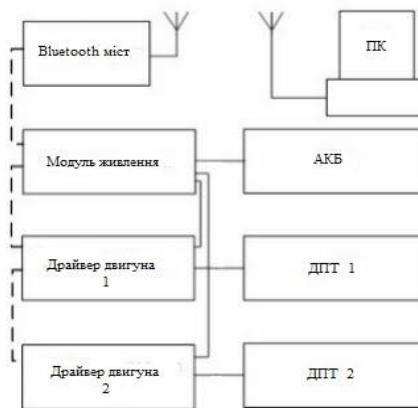 Bluetooth міст
ПК
Модуль живлення
АКБ
Драйвер двигуна
1
ДПТ 1
Драйвер двигуна
2
ДПТ 2